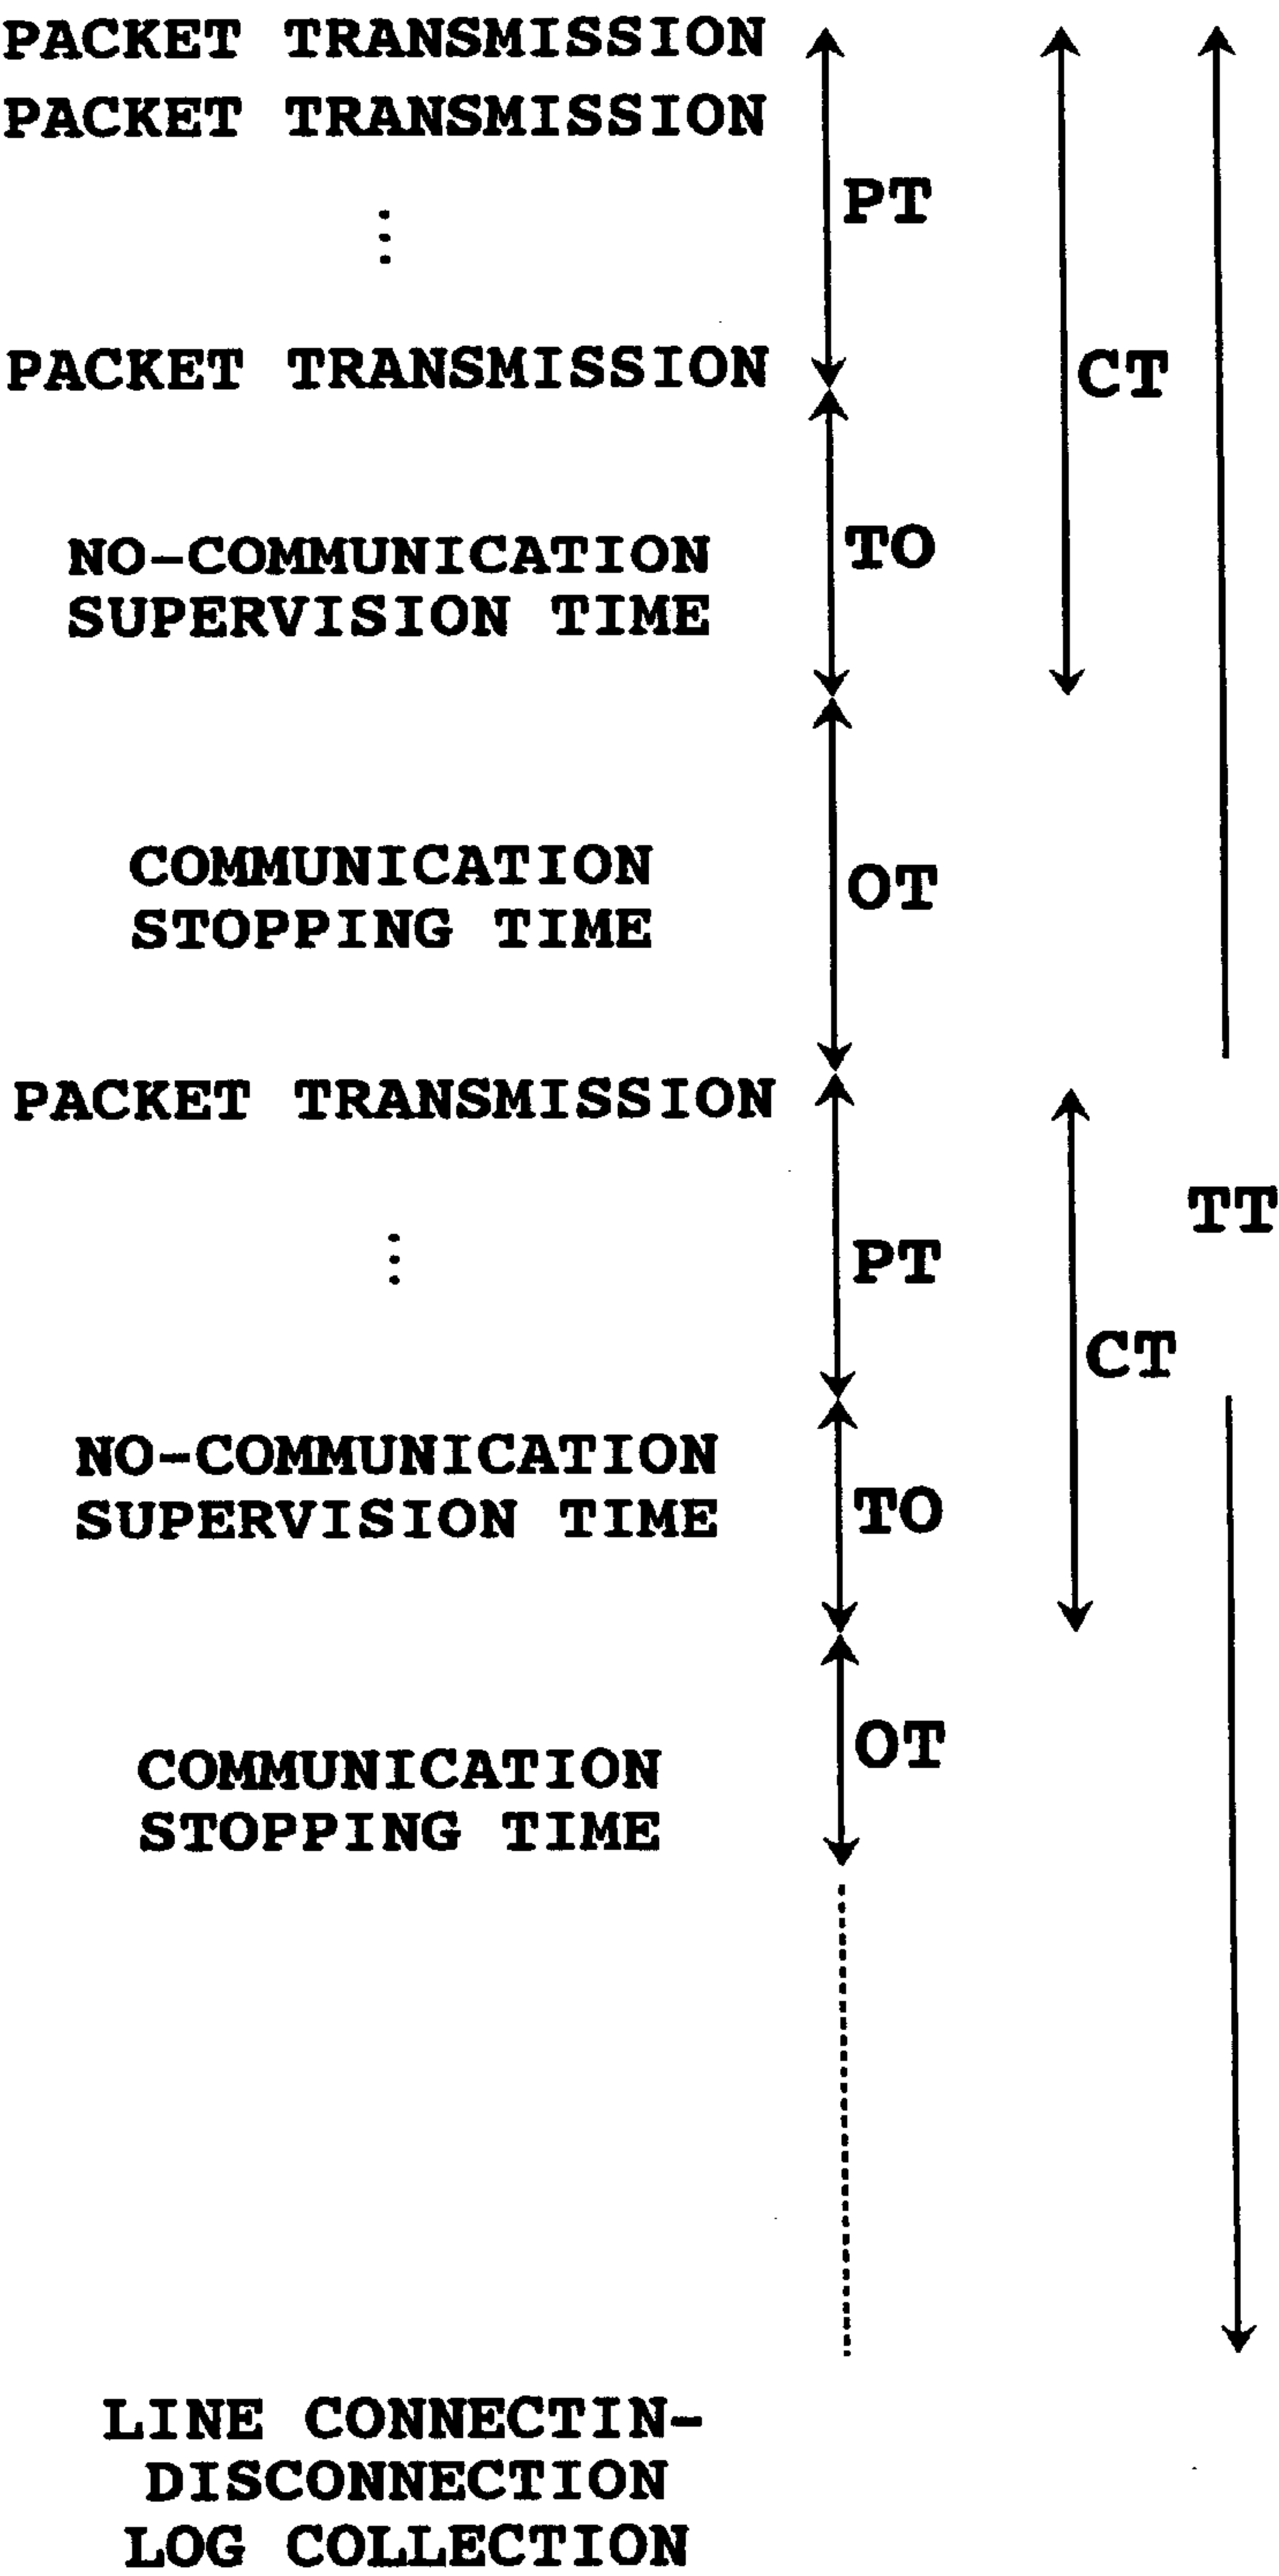 PACKET TRANSMISSION
PACKET TRANSMISSION
PT
⋮
PACKET TRANSMISSION
CT
NO-COMMUNICATION
SUPERVISION TIME
TO
COMMUNICATION
STOPPING TIME
OT
PACKET TRANSMISSION
TT
⋮
PT
CT
NO-COMMUNICATION
SUPERVISION TIME
TO
COMMUNICATION
STOPPING TIME
OT
LINE CONNECTIN-
DISCONNECTION
LOG COLLECTION